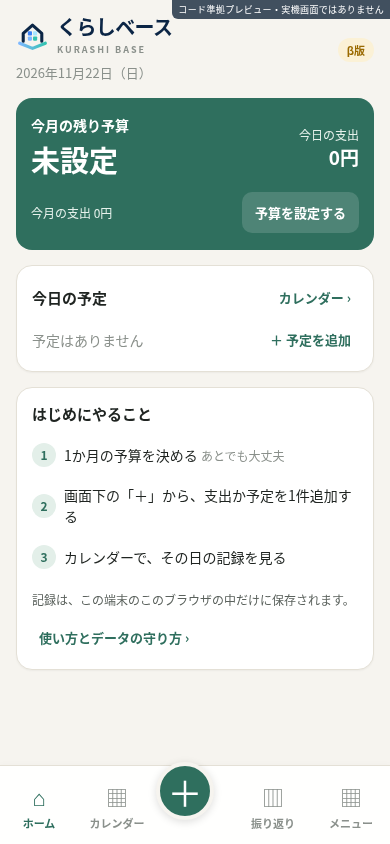 コード準拠プレビュー・実機画面ではありません
くらしベース
KURASHI BASE
β版
2026年11月22日（日）
今月の残り予算
未設定
今日の支出
0円
今月の支出 0円
予算を設定する
今日の予定
カレンダー ›
予定はありません
＋ 予定を追加
はじめにやること
1 1か月の予算を決める あとでも大丈夫
2 画面下の「＋」から、支出か予定を1件追加す
る
3 カレンダーで、その日の記録を見る
記録は、この端末のこのブラウザの中だけに保存されます。
使い方とデータの守り方 ›
＋
ホーム
カレンダー
振り返り
メニュー